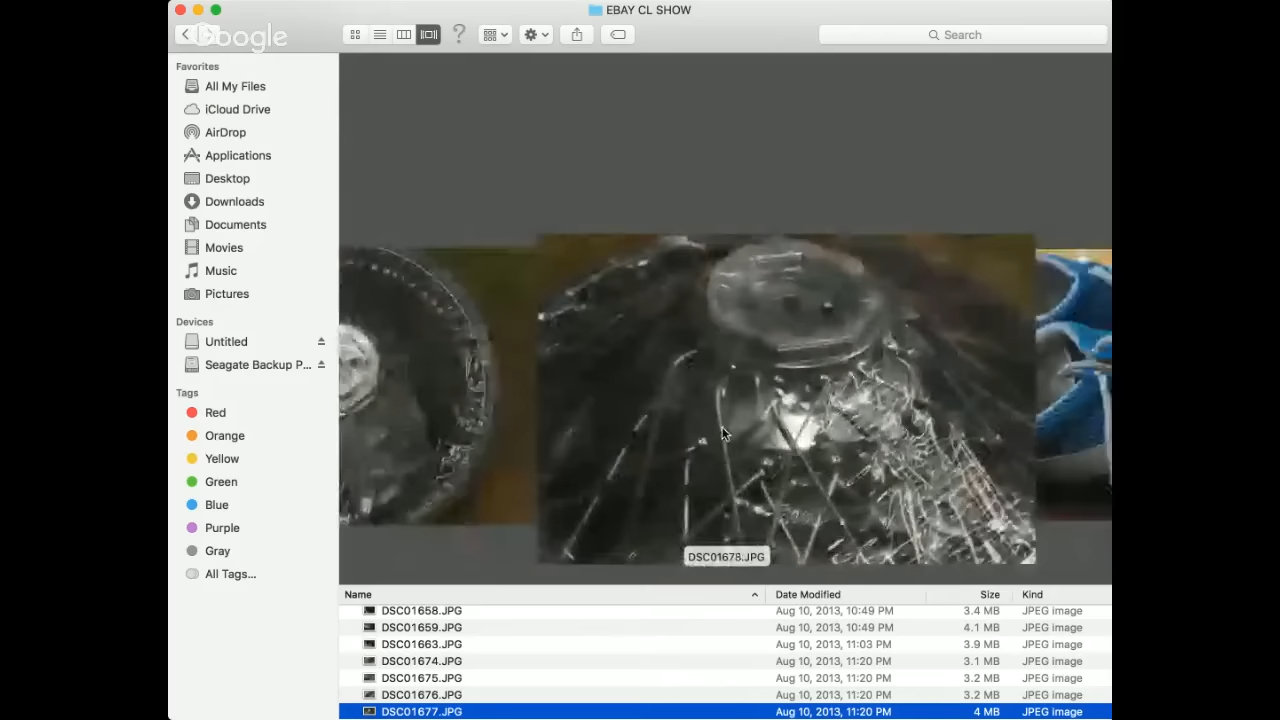 EBAY CL SHOW
Google
Search
Favorites
All My Files
iCloud Drive
AirDrop
Applications
Desktop
Downloads
Documents
Movies
Music
Pictures
Devices
Untitled
Seagate Backup P...
Tags
Red
Orange
Yellow
Green
Blue
Purple
Gray
All Tags...
DSC01678.JPG
Name Date Modified Size Kind
DSC01658.JPG Aug 10, 2013, 10:49 PM 3.4 MB JPEG image
DSC01659.JPG Aug 10, 2013, 10:49 PM 4.1 MB JPEG image
DSC01663.JPG Aug 10, 2013, 11:03 PM 3.9 MB JPEG image
DSC01674.JPG Aug 10, 2013, 11:20 PM 3.1 MB JPEG image
DSC01675.JPG Aug 10, 2013, 11:20 PM 3.2 MB JPEG image
DSC01676.JPG Aug 10, 2013, 11:20 PM 3.2 MB JPEG image
DSC01677.JPG Aug 10, 2013, 11:20 PM 4 MB JPEG image